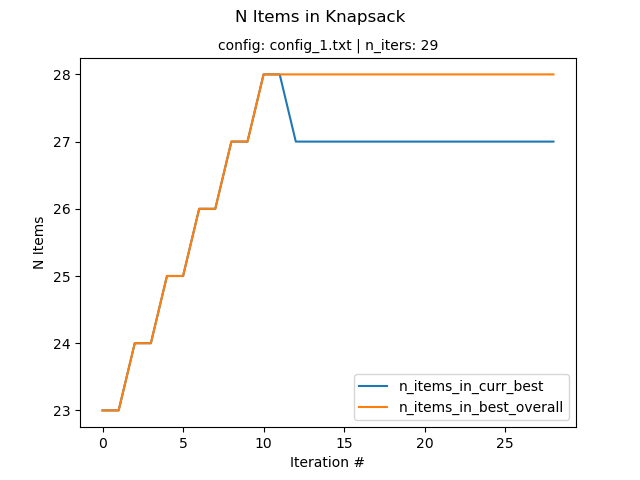 N Items in Knapsack
config: config_1.txt | n_iters: 29
28
27
26
25
24
23
N Items
0 5 10 15 20 25
Iteration #
n_items_in_curr_best
n_items_in_best_overall